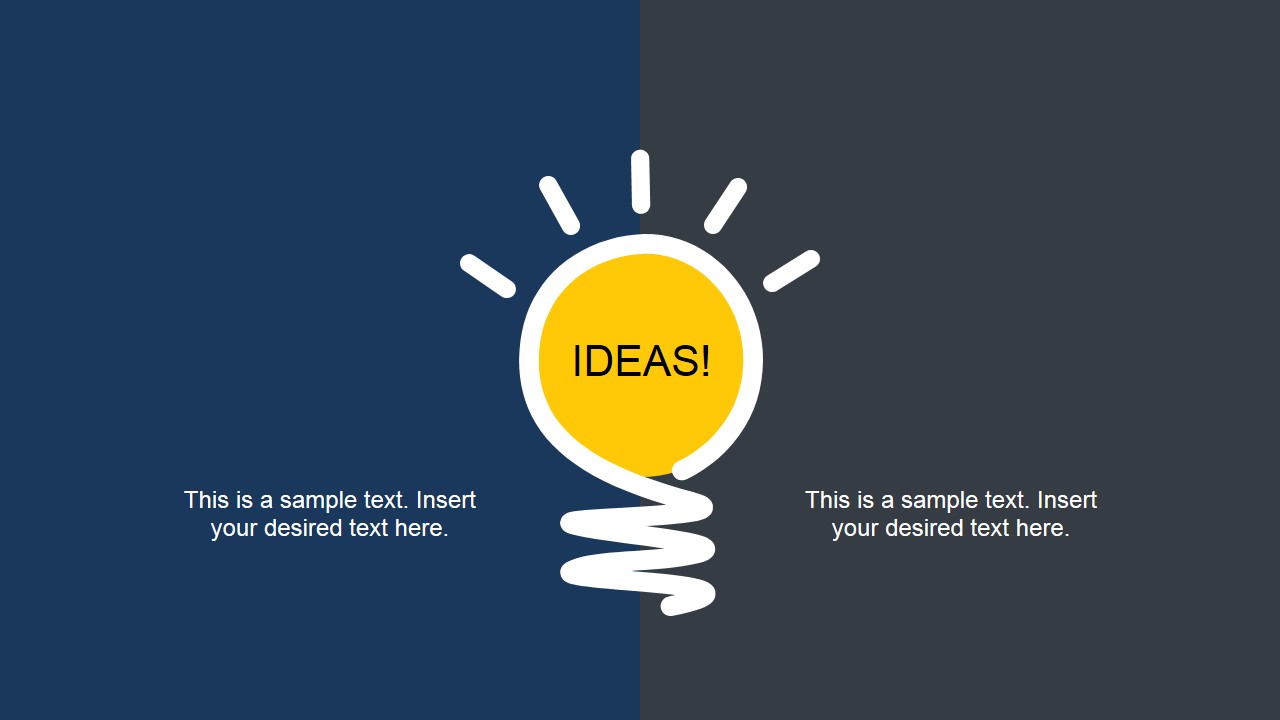 IDEAS!
This is a sample text. Insert
your desired text here.
This is a sample text. Insert
your desired text here.